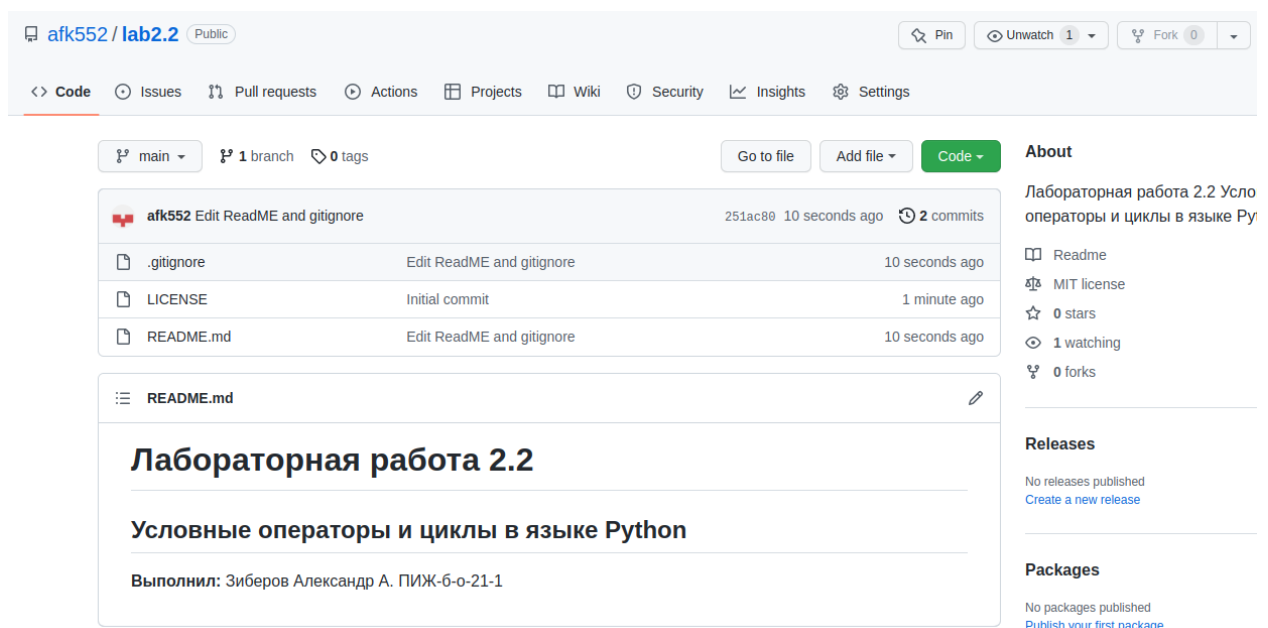 afk552 / lab2.2 Public Pin Unwatch 1 Fork 0
Code Issues Pull requests Actions Projects Wiki Security Insights Settings
main 1 branch 0 tags Go to file Add file Code
afk552 Edit ReadME and gitignore 251ac80 10 seconds ago 2 commits
.gitignore Edit ReadME and gitignore 10 seconds ago
LICENSE Initial commit 1 minute ago
README.md Edit ReadME and gitignore 10 seconds ago
README.md
Лабораторная работа 2.2
Условные операторы и циклы в языке Python
Выполнил: Зиберов Александр А. ПИЖ-б-о-21-1
About
Лабораторная работа 2.2
операторы и циклы в языке
Readme
MIT license
0 stars
1 watching
0 forks
Releases
No releases published
Create a new release
Packages
No packages published
Publish your first package